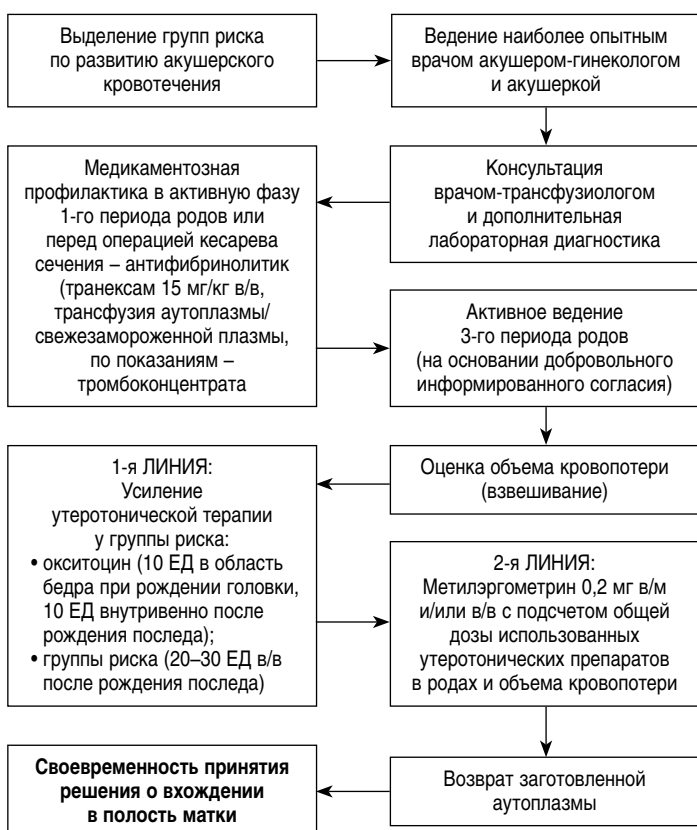 Выделение групп риска
по развитию акушерского
кровотечения
Ведение наиболее опытным
врачом акушером-гинекологом
и акушеркой
Консультация
врачом-трансфузиологом
и дополнительная
лабораторная диагностика
Медикаментозная
профилактика в активную фазу
1-го периода родов или
перед операцией кесарева
сечения – антифибринолитик
(транексам 15 мг/кг в/в,
трансфузия аутоплазмы/
свежезамороженной плазмы,
по показаниям –
тромбоконцентрата
Активное ведение
3-го периода родов
(на основании добровольного
информированного согласия)
Оценка объема кровопотери
(взвешивание)
1-я ЛИНИЯ:
Усиление
утеротонической терапии
у группы риска:
• окситоцин (10 ЕД в область
бедра при рождении головки,
10 ЕД внутривенно после
рождения последа);
• группы риска (20–30 ЕД в/в
после рождения последа)
2-я ЛИНИЯ:
Метилэргометрин 0,2 мг в/м
и/или в/в с подсчетом общей
дозы использованных
утеротонических препаратов
в родах и объема кровопотери
Возврат заготовленной
аутоплазмы
Своевременность принятия
решения о вхождении
в полость матки